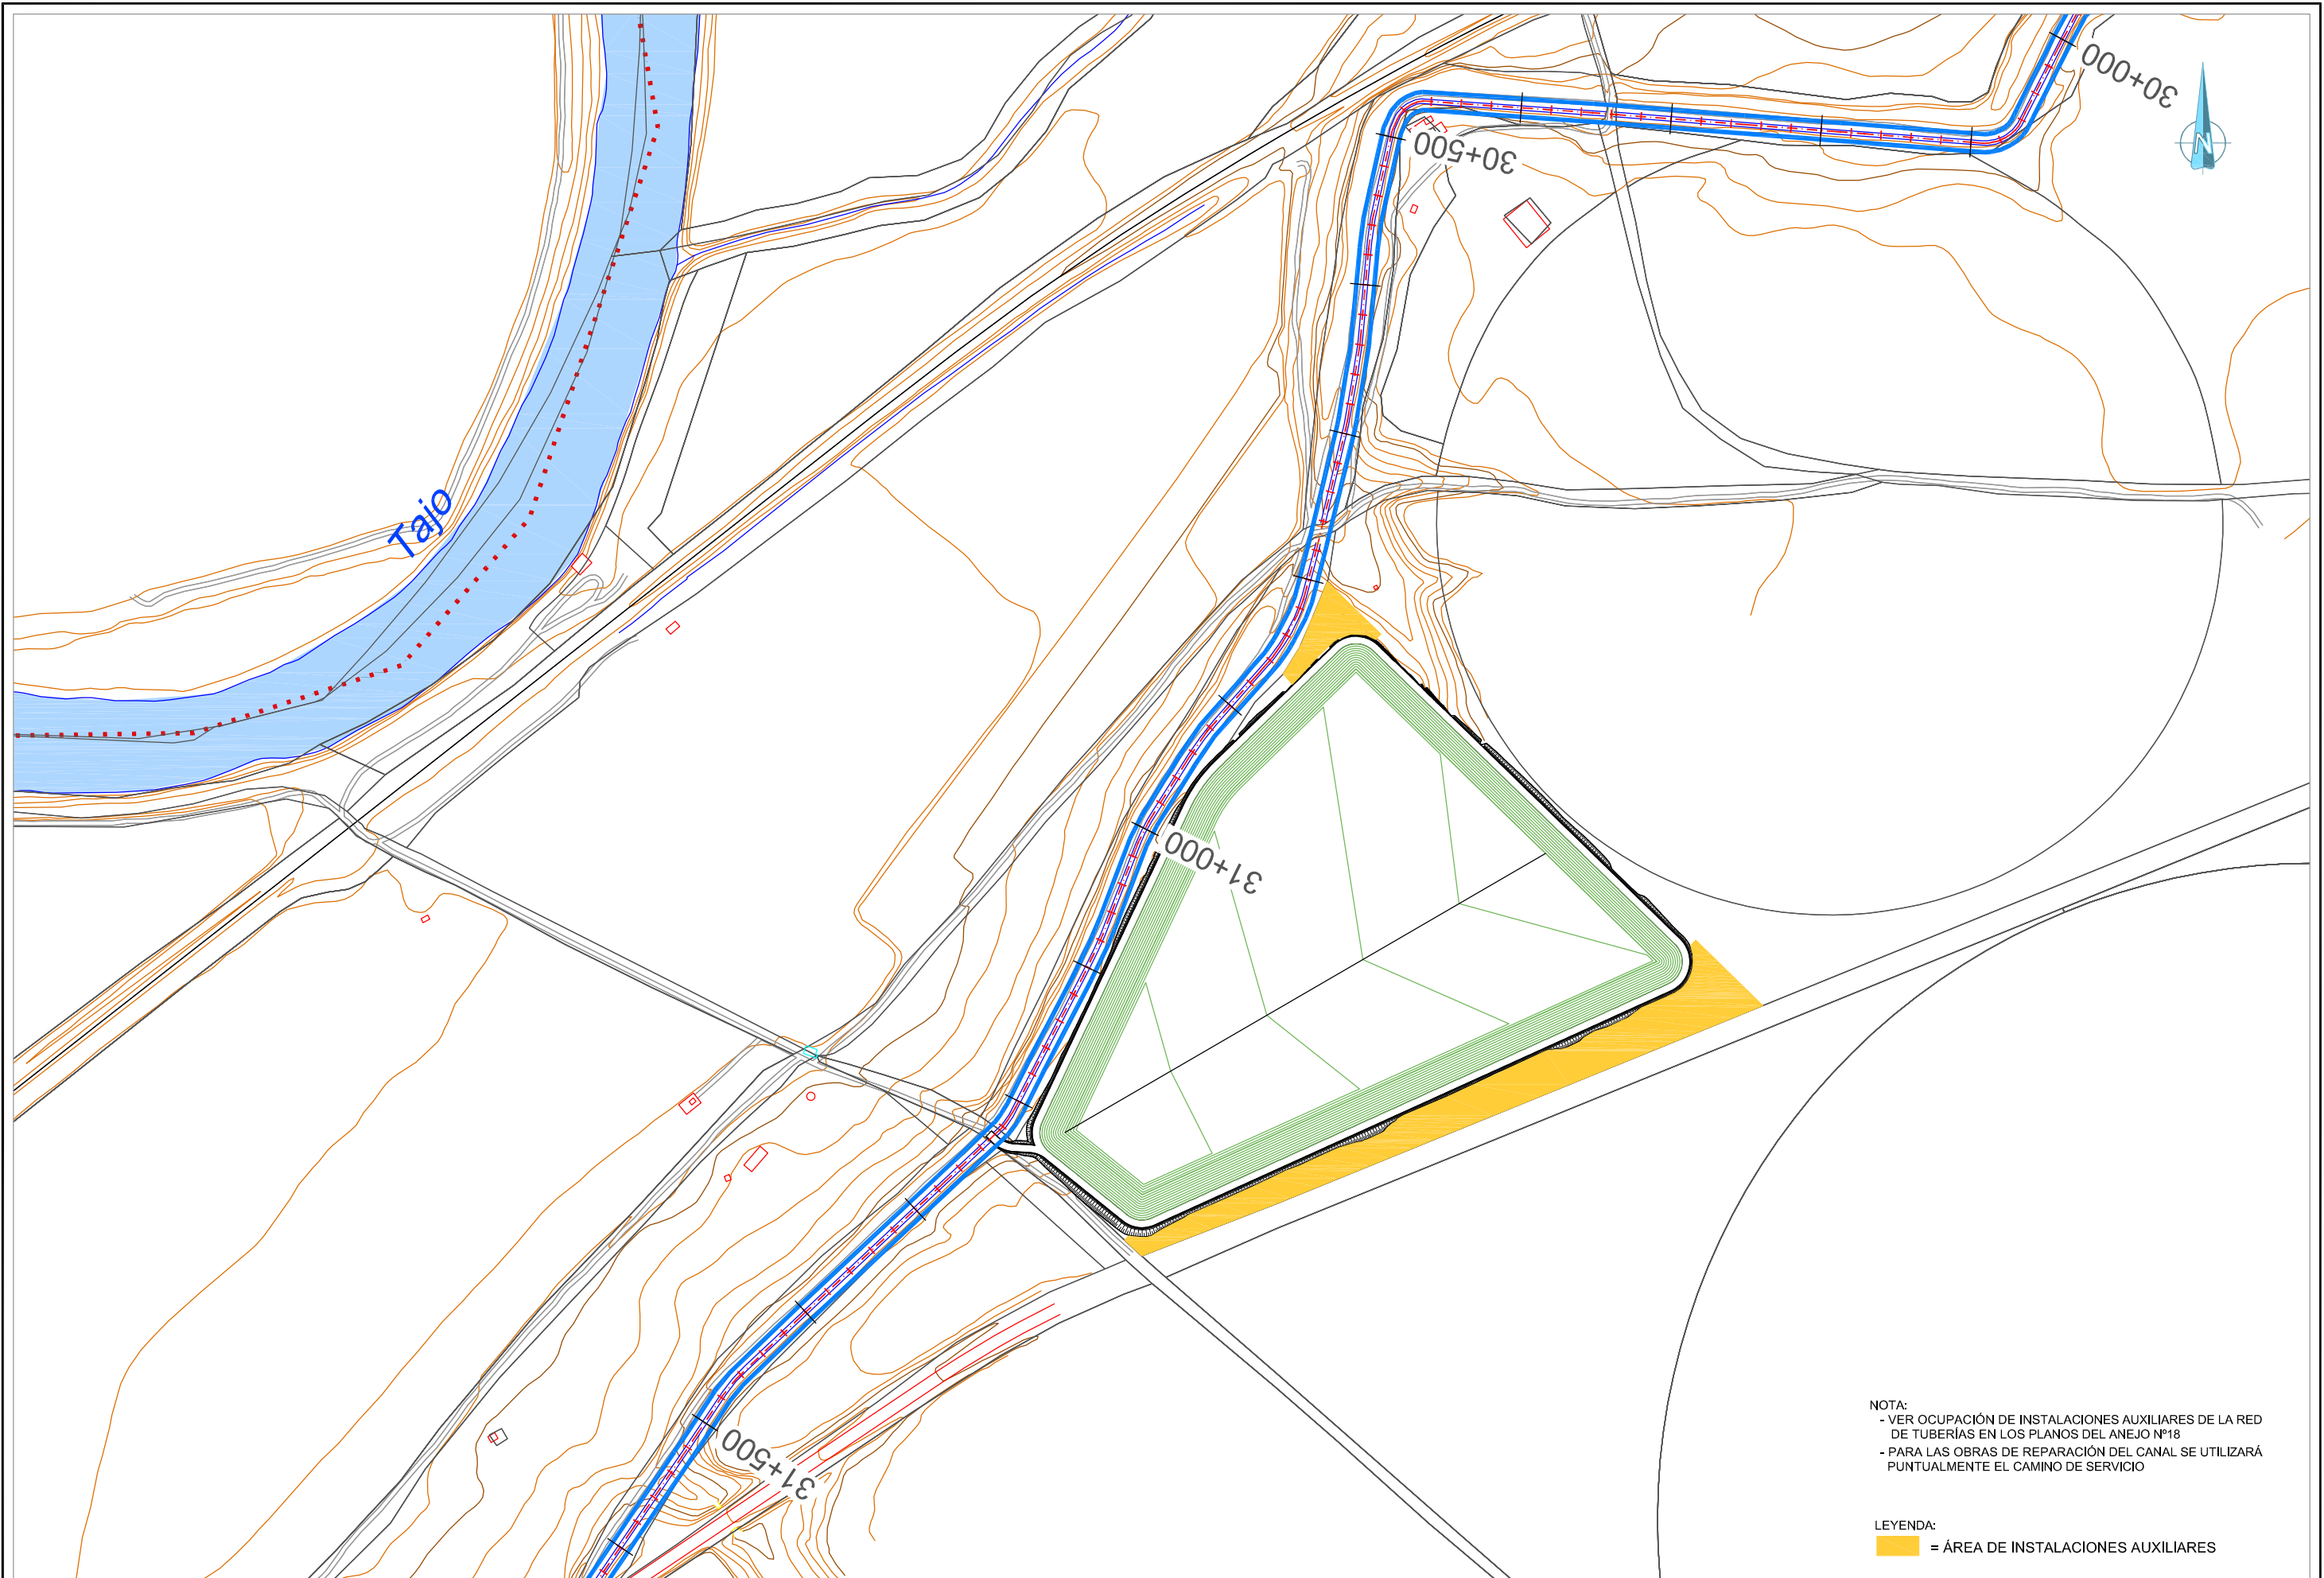 30+000
N
30+500
Tajo
31+000
31+500
NOTA:
- VER OCUPACIÓN DE INSTALACIONES AUXILIARES DE LA RED
DE TUBERÍAS EN LOS PLANOS DEL ANEJO Nº18
- PARA LAS OBRAS DE REPARACIÓN DEL CANAL SE UTILIZARÁ
PUNTUALMENTE EL CAMINO DE SERVICIO
LEYENDA:
= ÁREA DE INSTALACIONES AUXILIARES